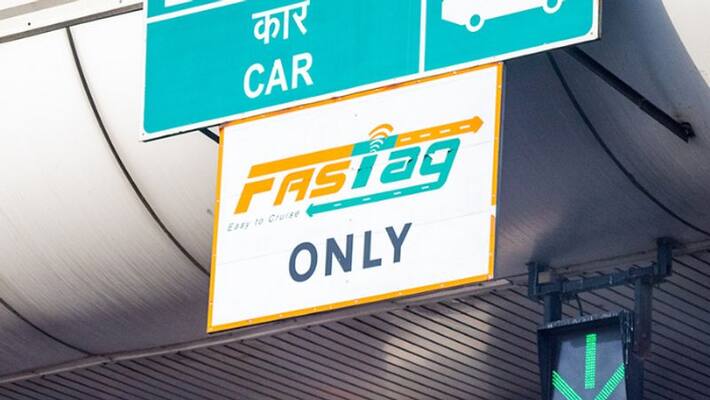 कार
CAR
FASTag
Easy to Cruise
ONLY